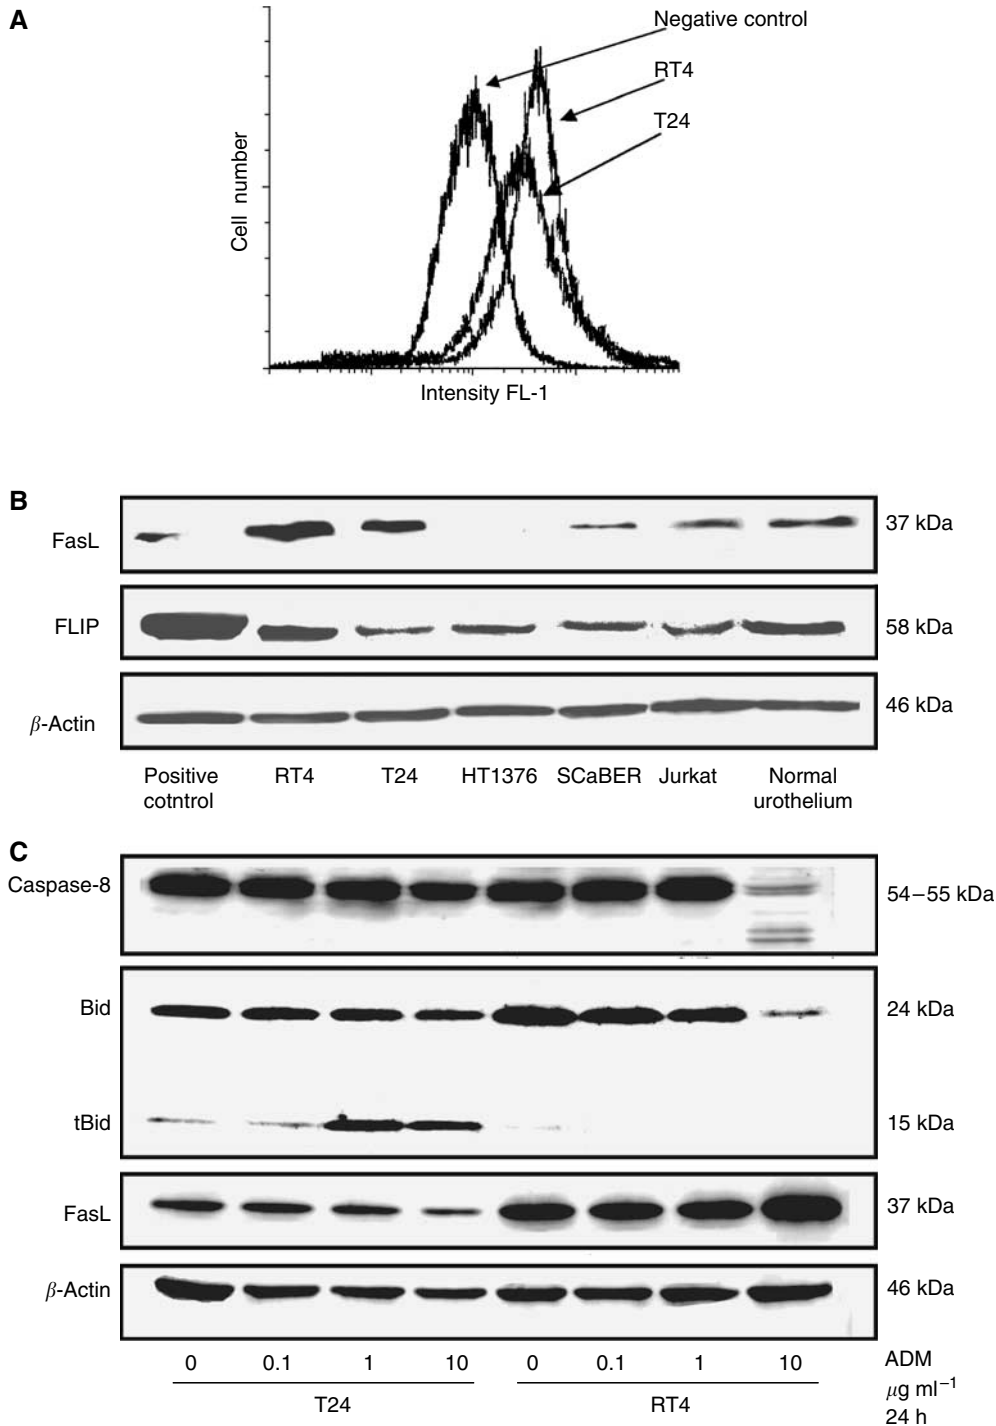 A
Negative control
RT4
T24
Cell number
Intensity FL-1
B
FasL
37 kDa
FLIP
58 kDa
β-Actin
46 kDa
Positive cotntrol
RT4
T24
HT1376
SCaBER
Jurkat
Normal urothelium
C
Caspase-8
54–55 kDa
Bid
24 kDa
tBid
15 kDa
FasL
37 kDa
β-Actin
46 kDa
0 0.1 1 10 0 0.1 1 10 ADM
μg ml⁻¹
T24 RT4
24 h